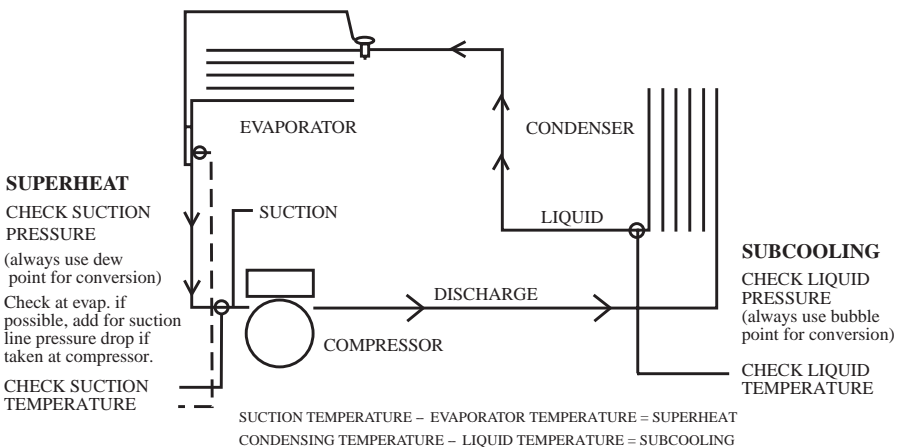 EVAPORATOR
CONDENSER
SUPERHEAT
CHECK SUCTION
PRESSURE
(always use dew
point for conversion)
Check at evap. if
possible, add for suction
line pressure drop if
taken at compressor.
CHECK SUCTION
TEMPERATURE
SUCTION
LIQUID
DISCHARGE
COMPRESSOR
SUBCOOLING
CHECK LIQUID
PRESSURE
(always use bubble
point for conversion)
CHECK LIQUID
TEMPERATURE
SUCTION TEMPERATURE – EVAPORATOR TEMPERATURE = SUPERHEAT
CONDENSING TEMPERATURE – LIQUID TEMPERATURE = SUBCOOLING